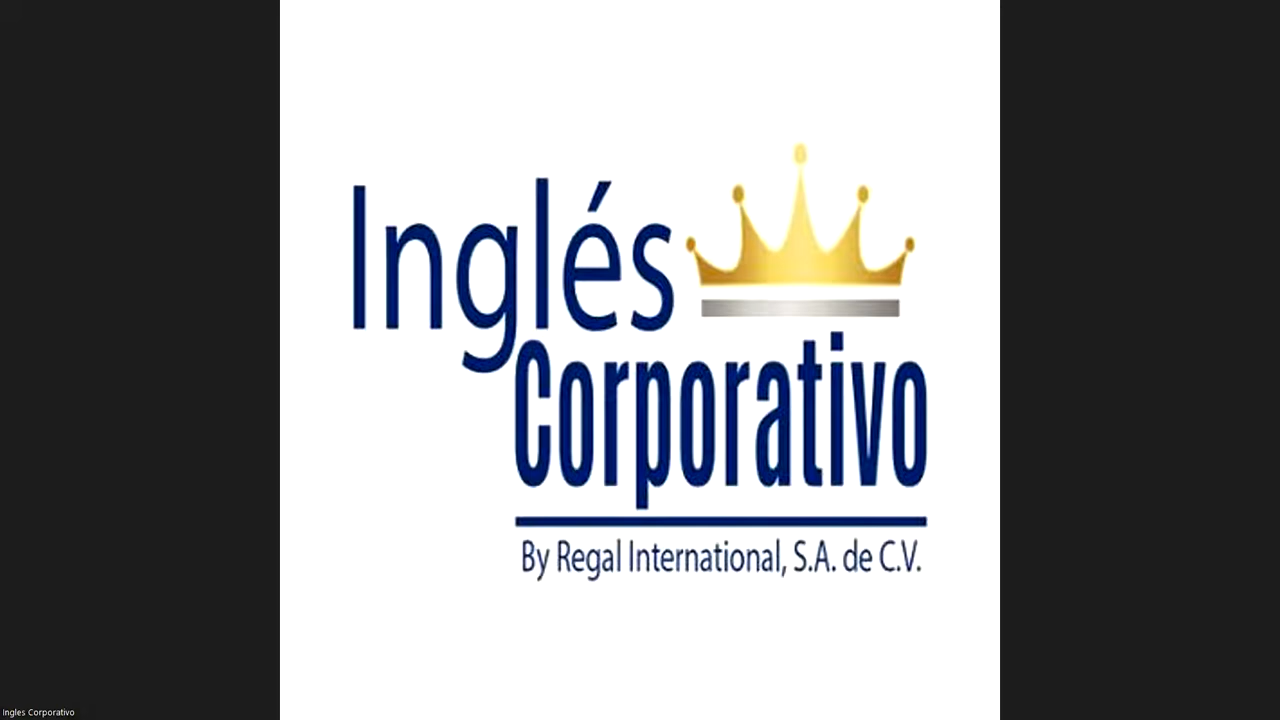 Inglés
Corporativo
By Regal International, S.A. de C.V.
Ingles Corporativo